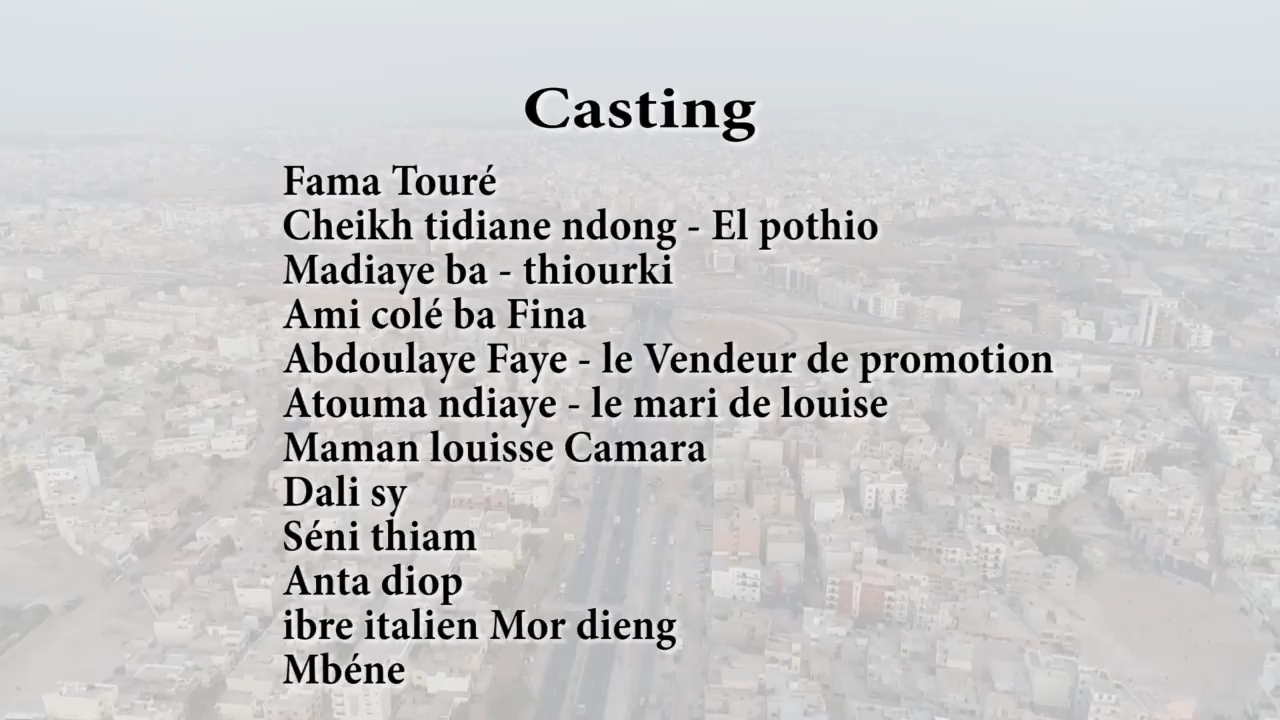 Casting
Fama Touré
Cheikh tidiane ndong - El pothio
Madiaye ba - thiourki
Ami colé ba Fina
Abdoulaye Faye - le Vendeur de promotion
Atouma ndiaye - le mari de louise
Maman louisse Camara
Dali sy
Séni thiam
Anta diop
ibre italien Mor dieng
Mbéne